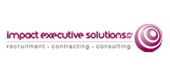 impact executive solutions
recruitment - contracting - consulting